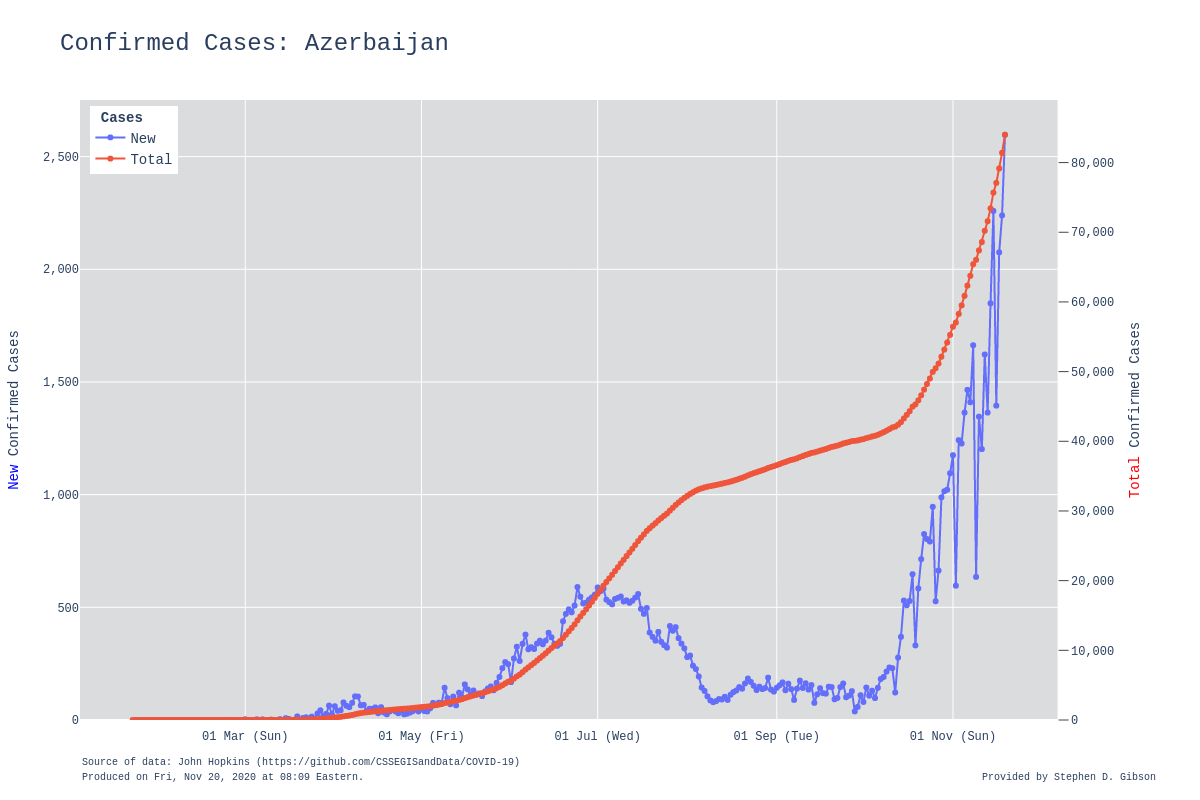 Confirmed Cases: Azerbaijan
Cases
New
Total
2,500
2,000
1,500
1,000
500
0
80,000
70,000
60,000
50,000
40,000
30,000
20,000
10,000
0
New Confirmed Cases
Total Confirmed Cases
01 Mar (Sun)
01 May (Fri)
01 Jul (Wed)
01 Sep (Tue)
01 Nov (Sun)
Source of data: John Hopkins (https://github.com/CSSEGISandData/COVID-19)
Produced on Fri, Nov 20, 2020 at 08:09 Eastern.
Provided by Stephen D. Gibson